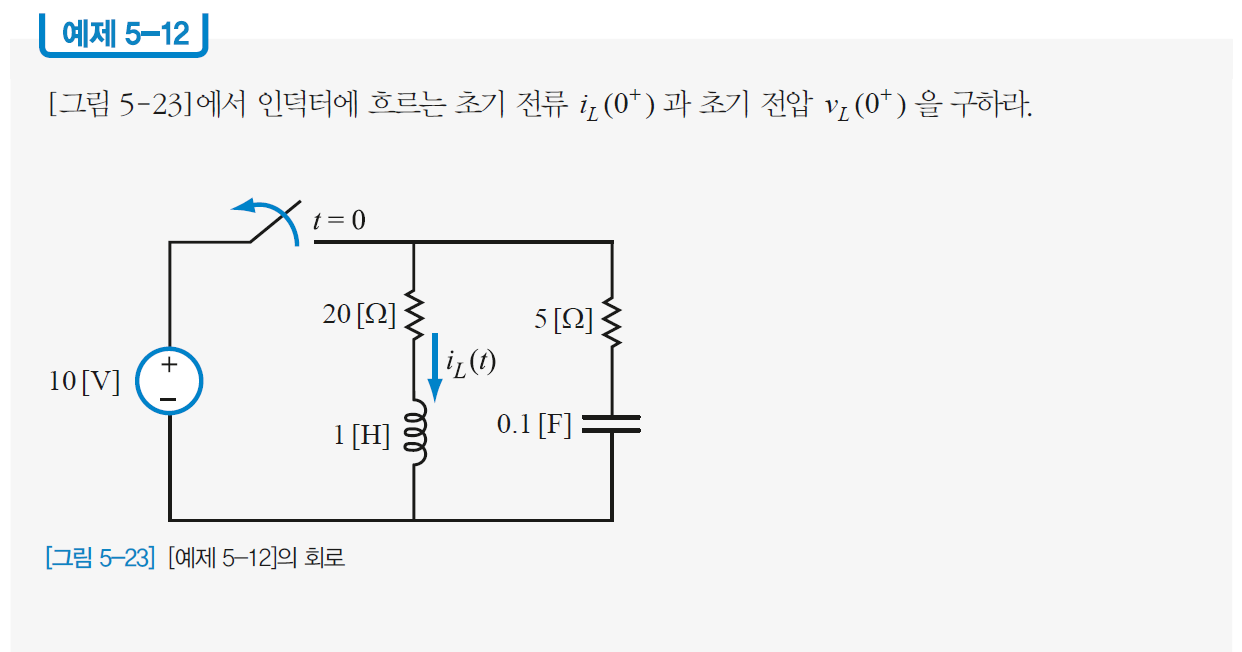 예제 5-12
[그림 5-23]에서 인덕터에 흐르는 초기 전류 i_L(0⁺)과 초기 전압 v_L(0⁺)을 구하라.
t = 0
20[Ω]
5[Ω]
i_L(t)
10[V]
+
−
1[H]
0.1[F]
[그림 5-23] [예제 5-12]의 회로